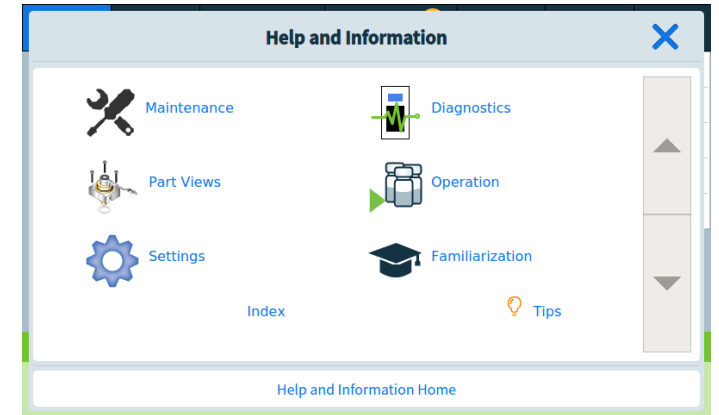 Help and Information
Maintenance
Diagnostics
Part Views
Operation
Settings
Familiarization
Index
Tips
Help and Information Home